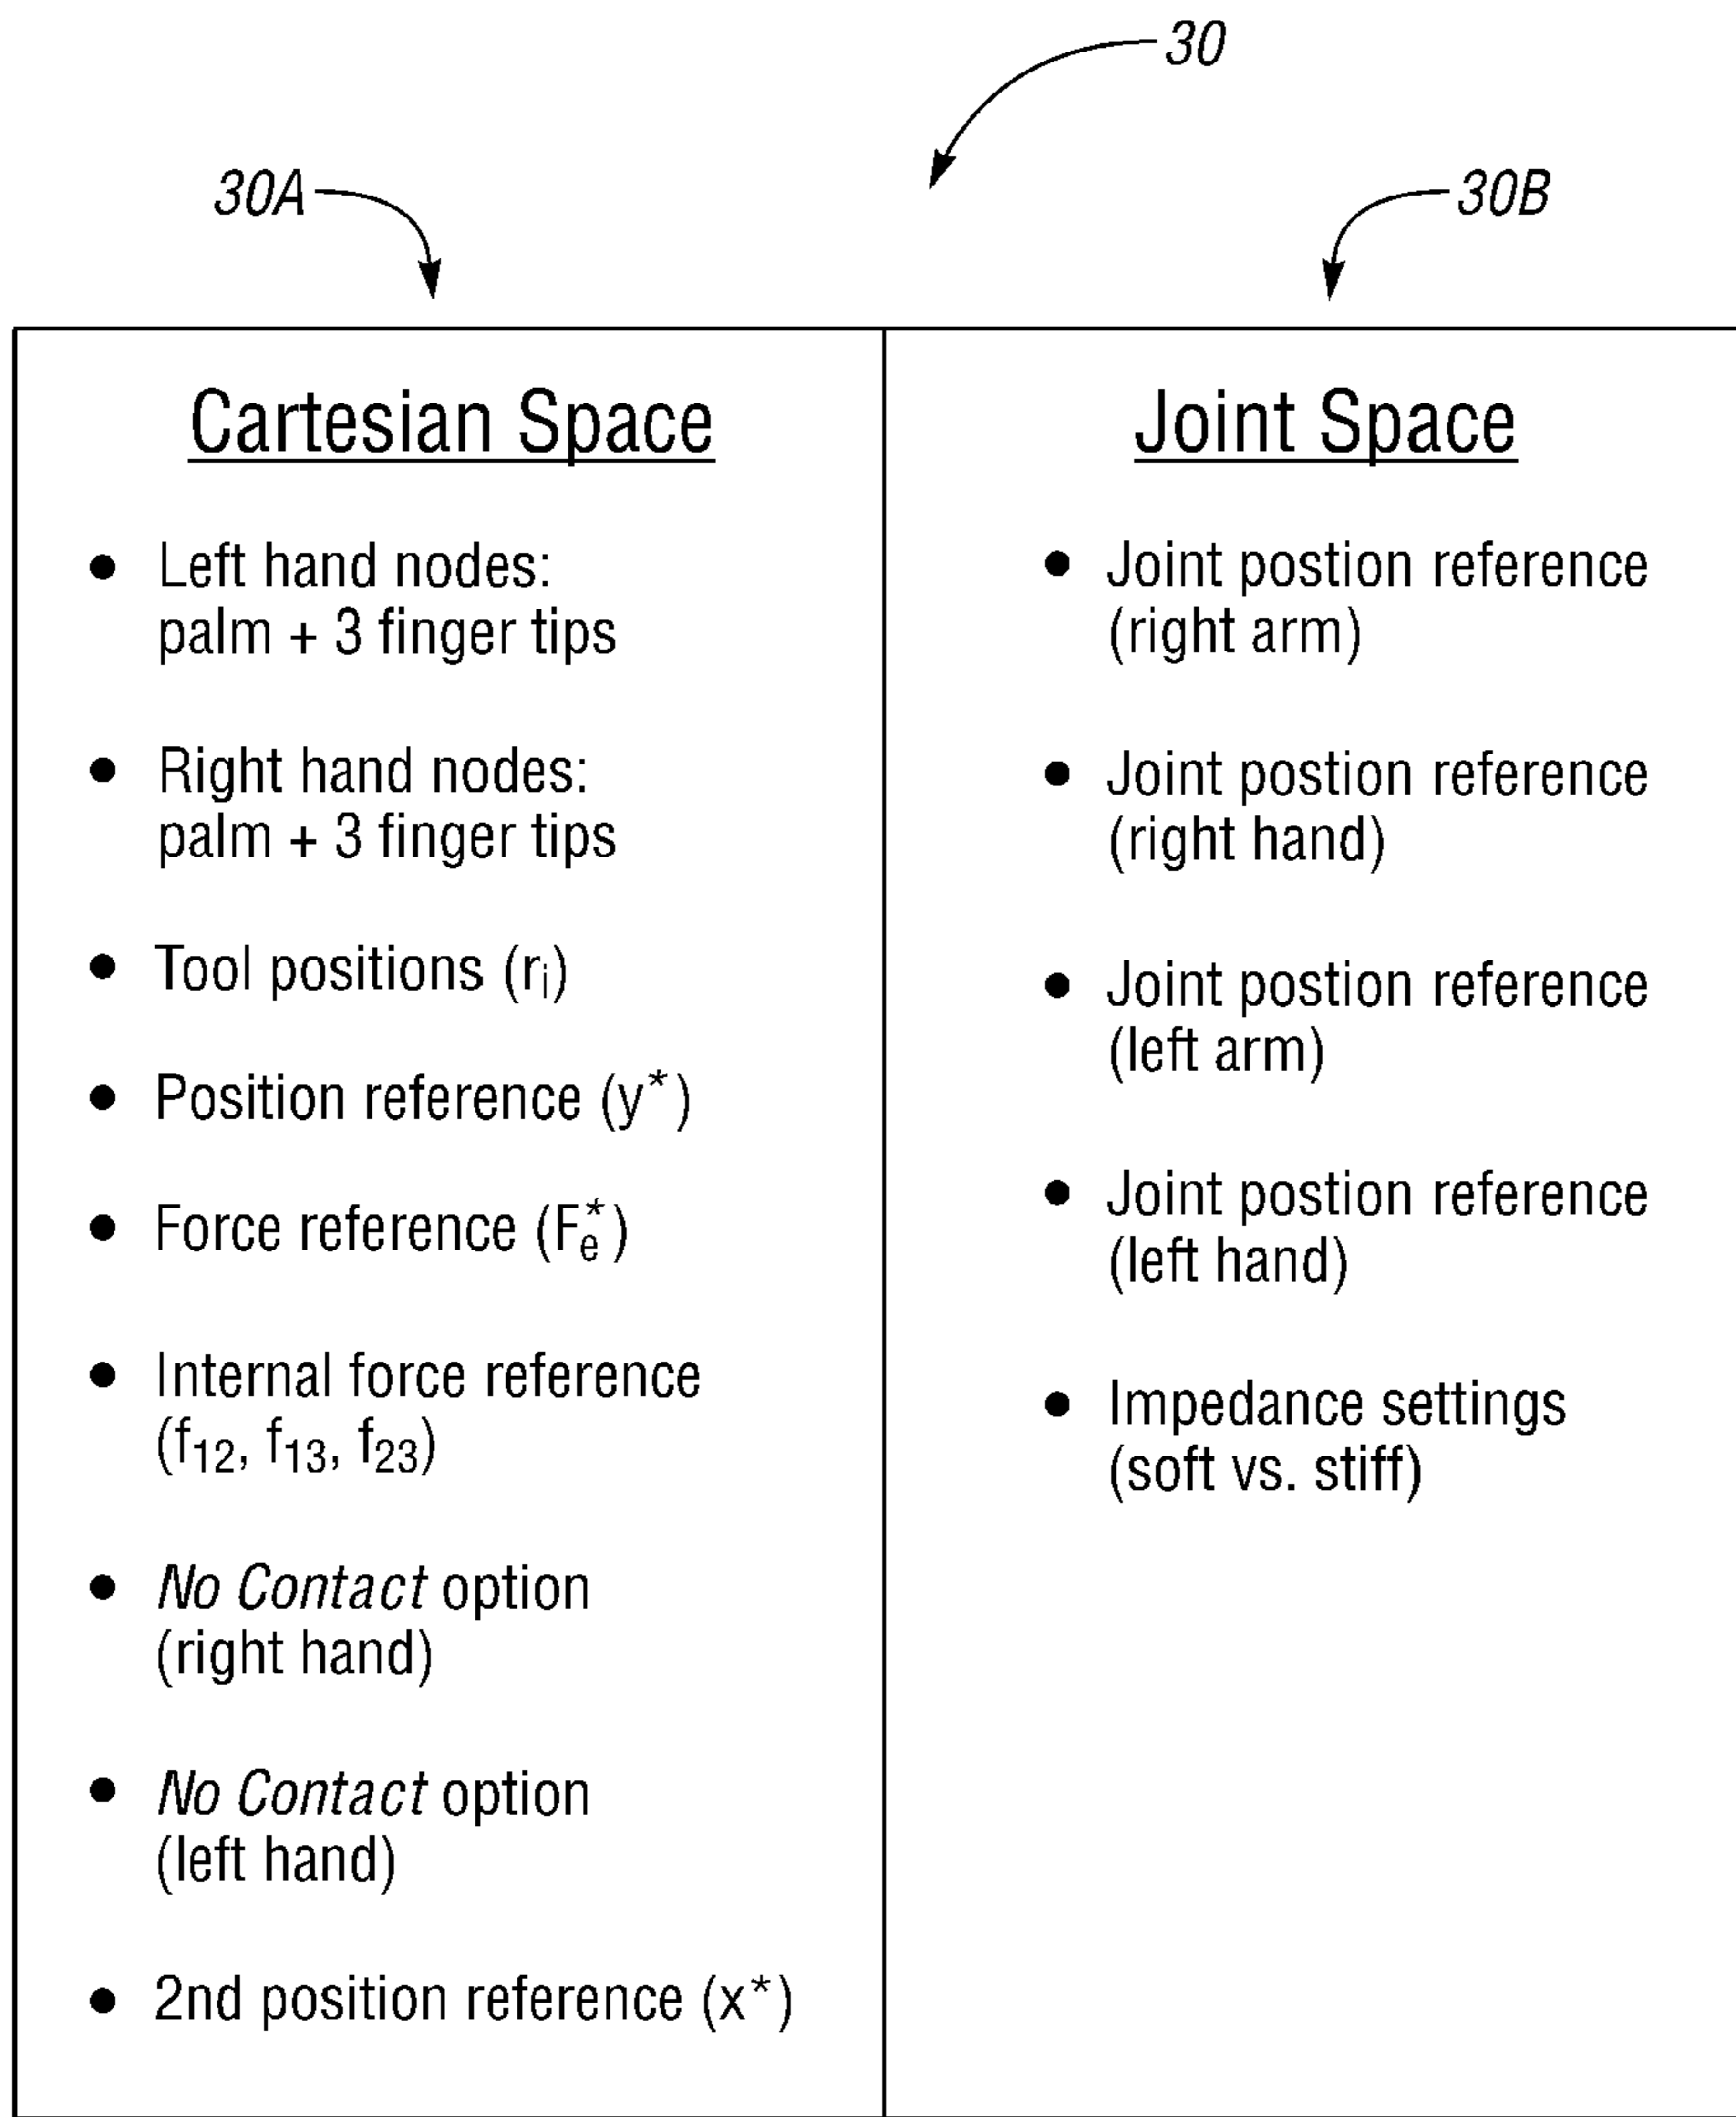 30
30A
30B
Cartesian Space
● Left hand nodes:
palm + 3 finger tips
● Right hand nodes:
palm + 3 finger tips
● Tool positions (rᵢ)
● Position reference (y*)
● Force reference (Fₑ*)
● Internal force reference
(f₁₂, f₁₃, f₂₃)
● No Contact option
(right hand)
● No Contact option
(left hand)
● 2nd position reference (x*)
Joint Space
● Joint postion reference
(right arm)
● Joint postion reference
(right hand)
● Joint postion reference
(left arm)
● Joint postion reference
(left hand)
● Impedance settings
(soft vs. stiff)